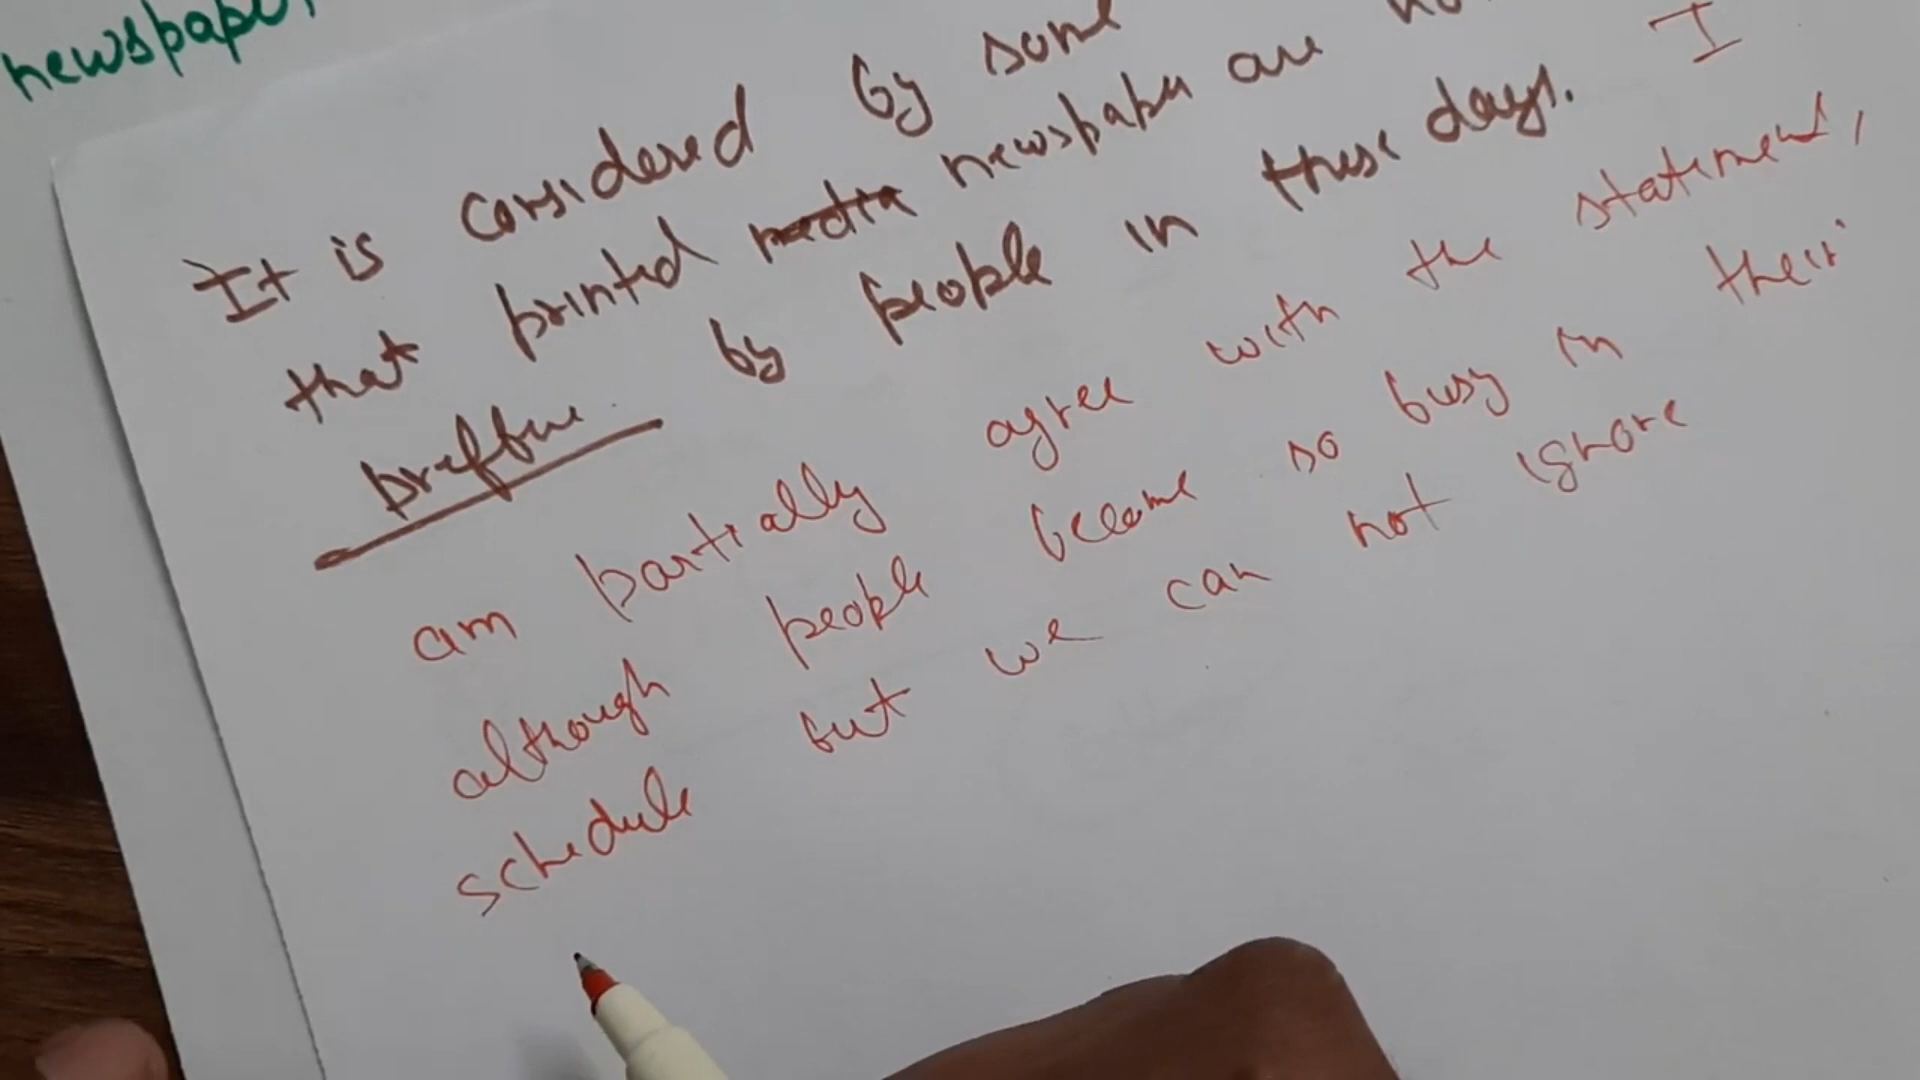 newspaper
It is considered by some
that printed media newspaper are no
preffer by people in these days. I
am partially agree with the statement,
although people become so busy in their
schedule but we can not ignore